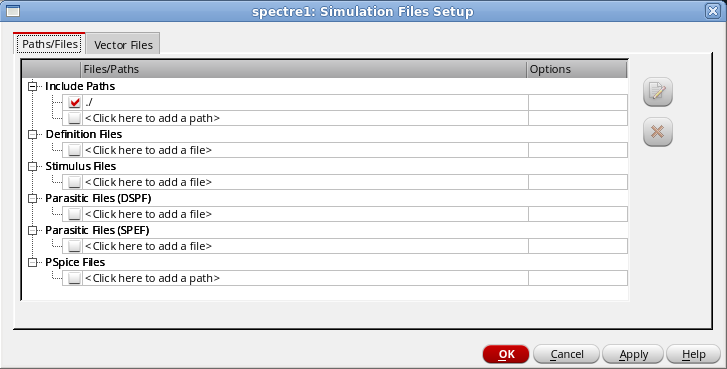 spectre1: Simulation Files Setup
Paths/Files
Vector Files
Files/Paths
Options
Include Paths
./
<Click here to add a path>
Definition Files
<Click here to add a file>
Stimulus Files
<Click here to add a file>
Parasitic Files (DSPF)
<Click here to add a file>
Parasitic Files (SPEF)
<Click here to add a file>
PSpice Files
<Click here to add a path>
OK
Cancel
Apply
Help